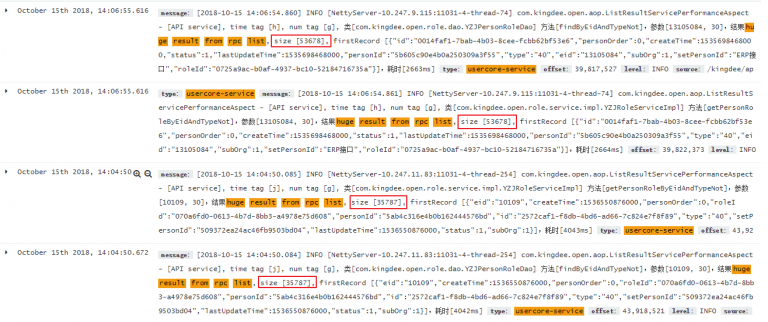 October 15th 2018, 14:06:55.616 message: [2018-10-15 14:06:54.860] INFO [NettyServer-10.247.9.115:11031-4-thread-74] com.kingdee.open.aop.ListResultServicePerformanceAspect
- [API service], time tag [h], num tag [g], 类[com.kingdee.open.role.dao.YZJPersonRoleDao] 方法[findByEidAndTypeNot]，参数[13105084, 30]，结果hu
ge result from rpc list, size [53678], firstRecord [{"id":"0014faf1-7bab-4b03-8cee-fcbb62bf53e6","personOrder":0,"createTime":153569846
8000,"status":1,"lastUpdateTime":1535698468000,"personId":"5b605c90e4b0a250309a3f55","type":"40","eid":"13105084","subOrg":1,"setPersonId":"ERP接
口","roleId":"0725a9ac-b0af-4937-bc10-52184716735a"}]，耗时[2663ms] type: usercore-service offset: 39,817,527 level: INFO source: /kingdee/ap
October 15th 2018, 14:06:55.616 type: usercore-service message: [2018-10-15 14:06:54.861] INFO [NettyServer-10.247.9.115:11031-4-thread-74] com.kingdee.open.aop.ListResultS
ervicePerformanceAspect - [API service], time tag [h], num tag [g], 类[com.kingdee.open.role.service.impl.YZJRoleServiceImpl] 方法[getPersonRo
leByEidAndTypeNot]，参数[13105084, 30]，结果huge result from rpc list, size [53678], firstRecord [{"id":"0014faf1-7bab-4b03-8cee-fcbb62bf53e
6","personOrder":0,"createTime":1535698468000,"status":1,"lastUpdateTime":1535698468000,"personId":"5b605c90e4b0a250309a3f55","type":"40","ei
d":"13105084","subOrg":1,"setPersonId":"ERP接口","roleId":"0725a9ac-b0af-4937-bc10-52184716735a"}]，耗时[2664ms] offset: 39,822,373 level: INFO
October 15th 2018, 14:04:50 message: [2018-10-15 14:04:50.085] INFO [NettyServer-10.247.11.83:11031-4-thread-254] com.kingdee.open.aop.ListResultServicePerformanceAspect
- [API service], time tag [j], num tag [g], 类[com.kingdee.open.role.service.impl.YZJRoleServiceImpl] 方法[getPersonRoleByEidAndTypeNot]，参数
[10109, 30]，结果huge result from rpc list, size [35787], firstRecord [{"eid":"10109","createTime":1536550876000,"personOrder":0,"roleI
d":"070a6fd0-0613-4b7d-8bb3-a4978e75d608","personId":"5ab4c316e4b0b162444576bd","id":"2572caf1-f8db-4bd6-ad66-7c824e7f8f89","type":"40","setP
ersonId":"509372ea24ac46fb9503bd04","lastUpdateTime":1536550876000,"status":1,"subOrg":1}]，耗时[4043ms] type: usercore-service offset: 43,92
October 15th 2018, 14:04:50.672 message: [2018-10-15 14:04:50.084] INFO [NettyServer-10.247.11.83:11031-4-thread-254] com.kingdee.open.aop.ListResultServicePerformanceAspect
- [API service], time tag [j], num tag [g], 类[com.kingdee.open.role.dao.YZJPersonRoleDao] 方法[findByEidAndTypeNot]，参数[10109, 30]，结果huge
result from rpc list, size [35787], firstRecord [{"eid":"10109","createTime":1536550876000,"personOrder":0,"roleId":"070a6fd0-0613-4b7d-8b
b3-a4978e75d608","personId":"5ab4c316e4b0b162444576bd","id":"2572caf1-f8db-4bd6-ad66-7c824e7f8f89","type":"40","setPersonId":"509372ea24ac46fb
9503bd04","lastUpdateTime":1536550876000,"status":1,"subOrg":1}]，耗时[4042ms] type: usercore-service offset: 43,918,521 level: INFO source: